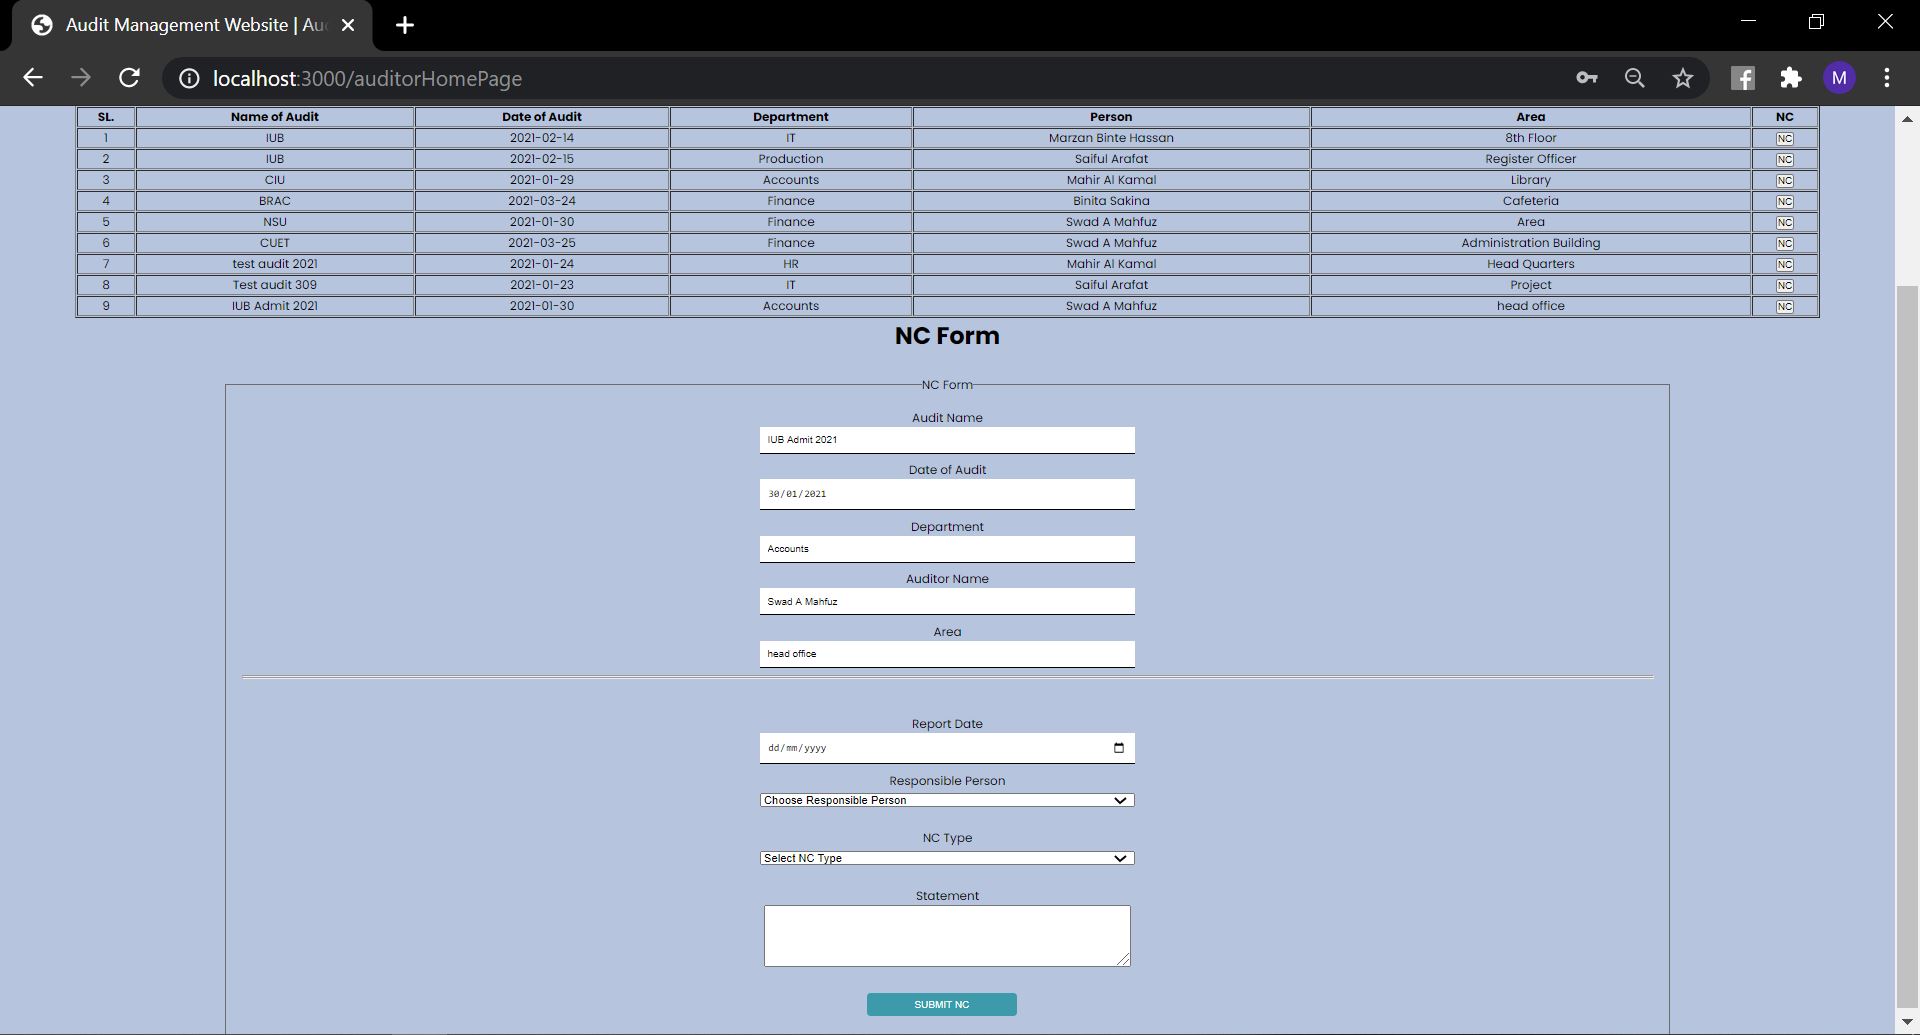 Audit Management Website | Au
localhost:3000/auditorHomePage
M
SL. Name of Audit Date of Audit Department Person Area NC
1 IUB 2021-02-14 IT Marzan Binte Hassan 8th Floor NC
2 IUB 2021-02-15 Production Saiful Arafat Register Officer NC
3 CIU 2021-01-29 Accounts Mahir Al Kamal Library NC
4 BRAC 2021-03-24 Finance Binita Sakina Cafeteria NC
5 NSU 2021-01-30 Finance Swad A Mahfuz Area NC
6 CUET 2021-03-25 Finance Swad A Mahfuz Administration Building NC
7 test audit 2021 2021-01-24 HR Mahir Al Kamal Head Quarters NC
8 Test audit 309 2021-01-23 IT Saiful Arafat Project NC
9 IUB Admit 2021 2021-01-30 Accounts Swad A Mahfuz head office NC
NC Form
NC Form
Audit Name
IUB Admit 2021
Date of Audit
30/01/2021
Department
Accounts
Auditor Name
Swad A Mahfuz
Area
head office
Report Date
dd/mm/yyyy
Responsible Person
Choose Responsible Person
NC Type
Select NC Type
Statement
SUBMIT NC